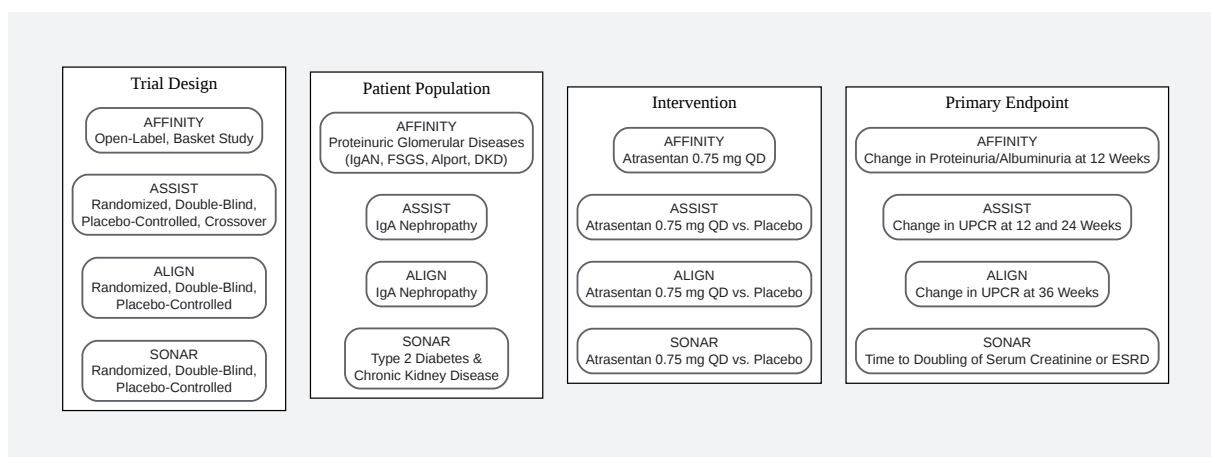 Trial Design
AFFINITY
Open-Label, Basket Study
ASSIST
Randomized, Double-Blind,
Placebo-Controlled, Crossover
ALIGN
Randomized, Double-Blind,
Placebo-Controlled
SONAR
Randomized, Double-Blind,
Placebo-Controlled
Patient Population
AFFINITY
Proteinuric Glomerular Diseases
(IgAN, FSGS, Alport, DKD)
ASSIST
IgA Nephropathy
ALIGN
IgA Nephropathy
SONAR
Type 2 Diabetes &
Chronic Kidney Disease
Intervention
AFFINITY
Atrasentan 0.75 mg QD
ASSIST
Atrasentan 0.75 mg QD vs. Placebo
ALIGN
Atrasentan 0.75 mg QD vs. Placebo
SONAR
Atrasentan 0.75 mg QD vs. Placebo
Primary Endpoint
AFFINITY
Change in Proteinuria/Albuminuria at 12 Weeks
ASSIST
Change in UPCR at 12 and 24 Weeks
ALIGN
Change in UPCR at 36 Weeks
SONAR
Time to Doubling of Serum Creatinine or ESRD